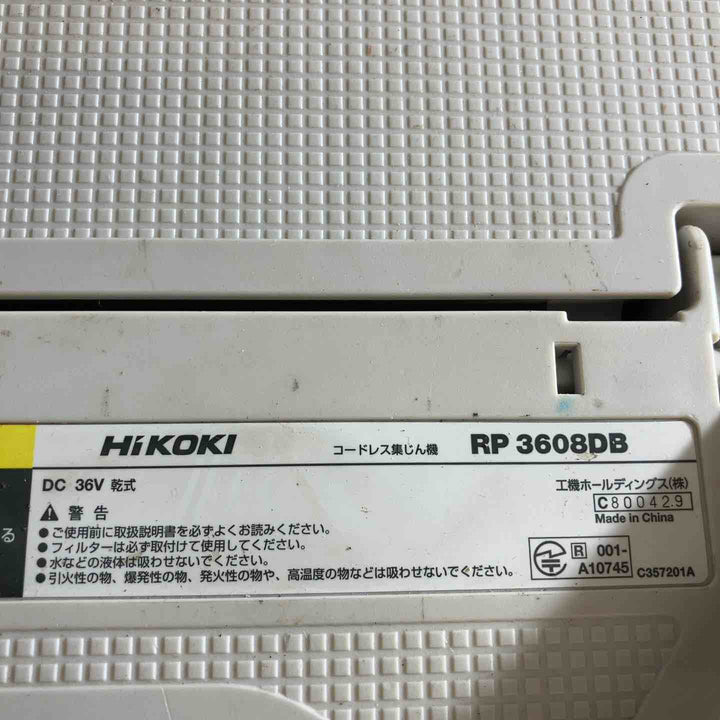 HiKOKI コードレス集じん機 RP 3608DB
DC 36V 乾式 工機ホールディングス(株)
⚠ 警告 C800429
Made in China
る
●ご使用前に取扱説明書を必ずよくお読みください。
●フィルターは必ず取付けて使用してください。
●水などの液体は吸わせないでください。
●引火性の物、爆発性の物、発火性の物や、高温度の物などは吸わせないでください。
R 001-
A10745 C357201A